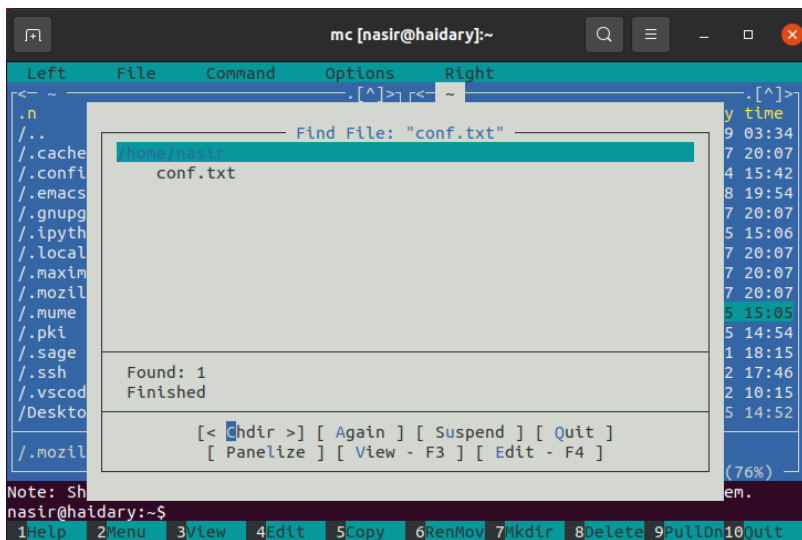 mc [nasir@haidary]:~
Left File Command Options Right
<— ~ .[^]> <— ~ .[^]>
.n y time
/.. 9 03:34
/.cache 7 20:07
/.confi 4 15:42
/.emacs 8 19:54
/.gnupg 7 20:07
/.ipyth 5 15:06
/.local 7 20:07
/.maxim 7 20:07
/.mozil 7 20:07
/.mume 5 15:05
/.pki 5 14:54
/.sage 1 18:15
/.ssh 2 17:46
/.vscod 2 10:15
/Deskto 5 14:52
/.mozil
(76%)
Find File: "conf.txt"
/home/nasir
conf.txt
Found: 1
Finished
[< Chdir >] [ Again ] [ Suspend ] [ Quit ]
[ Panelize ] [ View - F3 ] [ Edit - F4 ]
Note: Sh em.
nasir@haidary:~$
1Help 2Menu 3View 4Edit 5Copy 6RenMov 7Mkdir 8Delete 9PullDn 10Quit